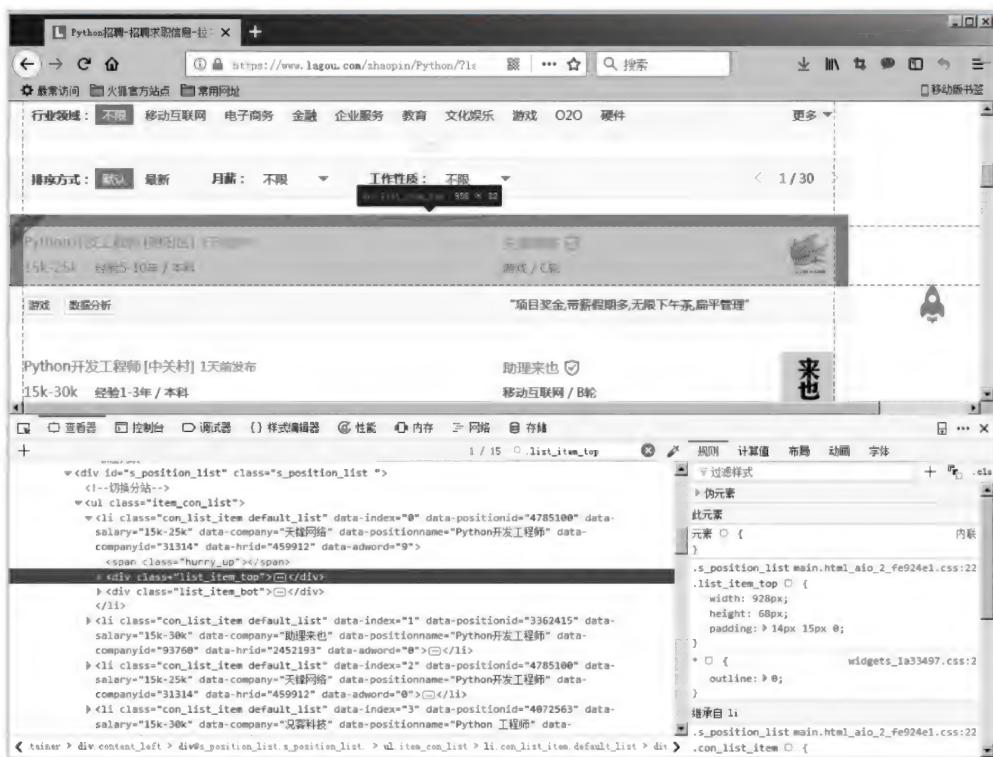 Python招聘-招聘求职信息-拉
https://www.lagou.com/zhaopin/Python/?la
搜索
最常访问 火狐官方站点 常用网址 移动版书签
行业领域： 不限 移动互联网 电子商务 金融 企业服务 教育 文化娱乐 游戏 O2O 硬件 更多
排序方式： 默认 最新 月薪： 不限 工作性质： 不限 1 / 30
15k-25k 经验5-10年 / 本科 游戏 / C轮
游戏 数据分析 "项目奖金,带薪假期多,无限下午茶,扁平管理"
Python开发工程师 [中关村] 1天前发布 助理来也
来也
15k-30k 经验1-3年 / 本科 移动互联网 / B轮
查看器 控制台 调试器 {} 样式编辑器 性能 内存 网络 存储
+ 1 / 15 .list_item_top 规则 计算值 布局 动画 字体
<div id="s_position_list" class="s_position_list ">
<!--切换分站-->
<ul class="item_con_list">
<li class="con_list_item default_list" data-index="0" data-positionid="4785100" data-
salary="15k-25k" data-company="天锋网络" data-positionname="Python开发工程师" data-
companyid="31314" data-hrid="459912" data-adword="9">
<span class="hurry_up"></span>
<div class="list_item_top"></div>
<div class="list_item_bot"></div>
</li>
<li class="con_list_item default_list" data-index="1" data-positionid="3362415" data-
salary="15k-30k" data-company="助理来也" data-positionname="Python开发工程师" data-
companyid="93760" data-hrid="2452193" data-adword="0"></li>
<li class="con_list_item default_list" data-index="2" data-positionid="4785100" data-
salary="15k-25k" data-company="天锋网络" data-positionname="Python开发工程师" data-
companyid="31314" data-hrid="459912" data-adword="0"></li>
<li class="con_list_item default_list" data-index="3" data-positionid="4072563" data-
salary="15k-30k" data-company="况客科技" data-positionname="Python 工程师" data-
tainer > div.content_left > div#s_position_list.s_position_list. > ul.item_con_list > li.con_list_item.default_list > div
过滤样式 + .cls
伪元素
此元素
元素 { 内联
}
.s_position_list main.html_aio_2_fe924e1.css:22
.list_item_top {
width: 928px;
height: 68px;
padding: 14px 15px 0;
}
* { widgets_1a33497.css:2
outline: 0;
}
继承自 li
.s_position_list main.html_aio_2_fe924e1.css:22
.con_list_item {